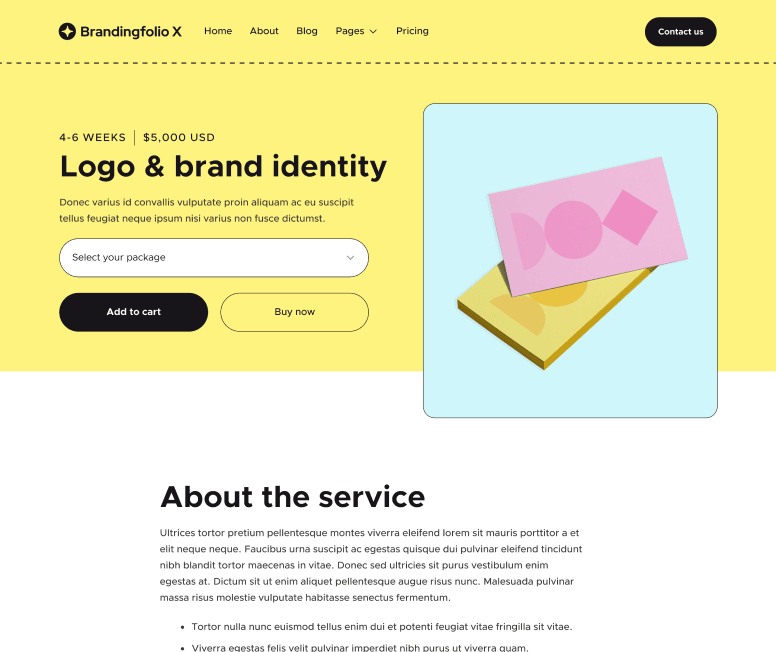 Brandingfolio X
Home
About
Blog
Pages
Pricing
Contact us
4-6 WEEKS
$5,000 USD
Logo & brand identity
Donec varius id convallis vulputate proin aliquam ac eu suscipit
tellus feugiat neque ipsum nisi varius non fusce dictumst.
Select your package
Add to cart
Buy now
About the service
Ultrices tortor pretium pellentesque montes viverra eleifend lorem sit mauris porttitor a et
elit neque neque. Faucibus urna suscipit ac egestas quisque dui pulvinar eleifend tincidunt
nibh blandit tortor maecenas in vitae. Donec sed ultricies sit purus vestibulum enim
egestas at. Dictum sit ut enim aliquet pellentesque augue risus nunc. Malesuada pulvinar
massa risus molestie vulputate habitasse senectus fermentum.
• Tortor nulla nunc euismod tellus enim dui et potenti feugiat vitae fringilla sit vitae.
• Viverra egestas felis velit pulvinar imperdiet nibh purus ut viverra quam.